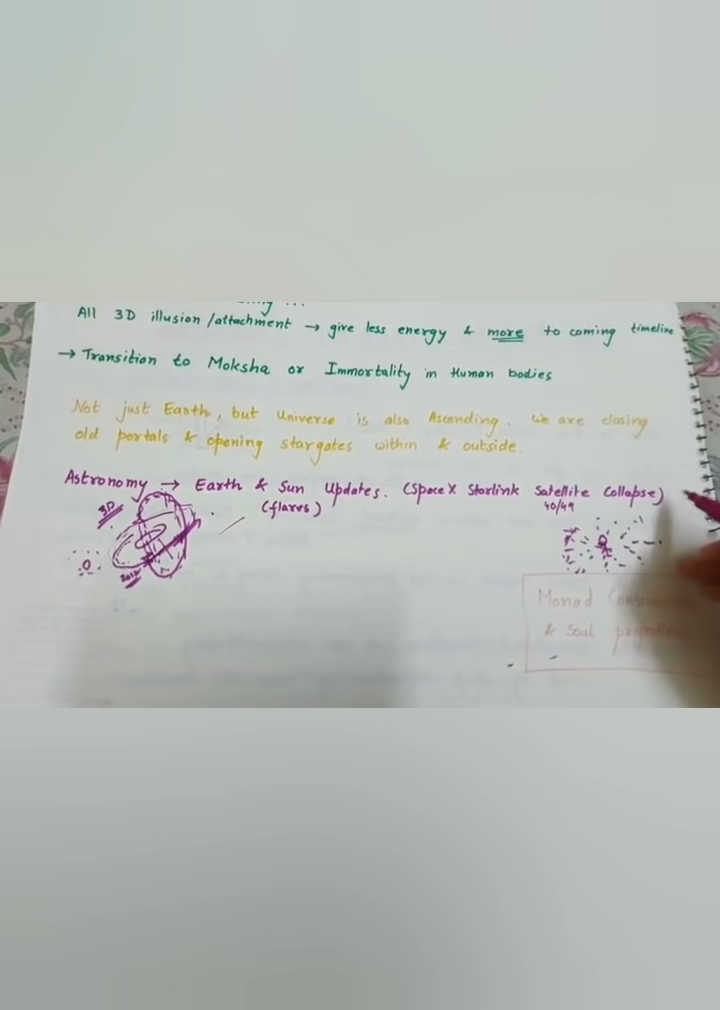 All 3D illusion/attachment → give less energy & more to coming timeline
→ Transition to Moksha or Immortality in Human bodies
Not just Earth, but Universe is also Ascending. We are closing
old portals & opening stargates within & outside.
Astronomy → Earth & Sun Updates. (SpaceX Starlink Satellite Collapse)
(flares)
40/49
3D
Monad
& Soul